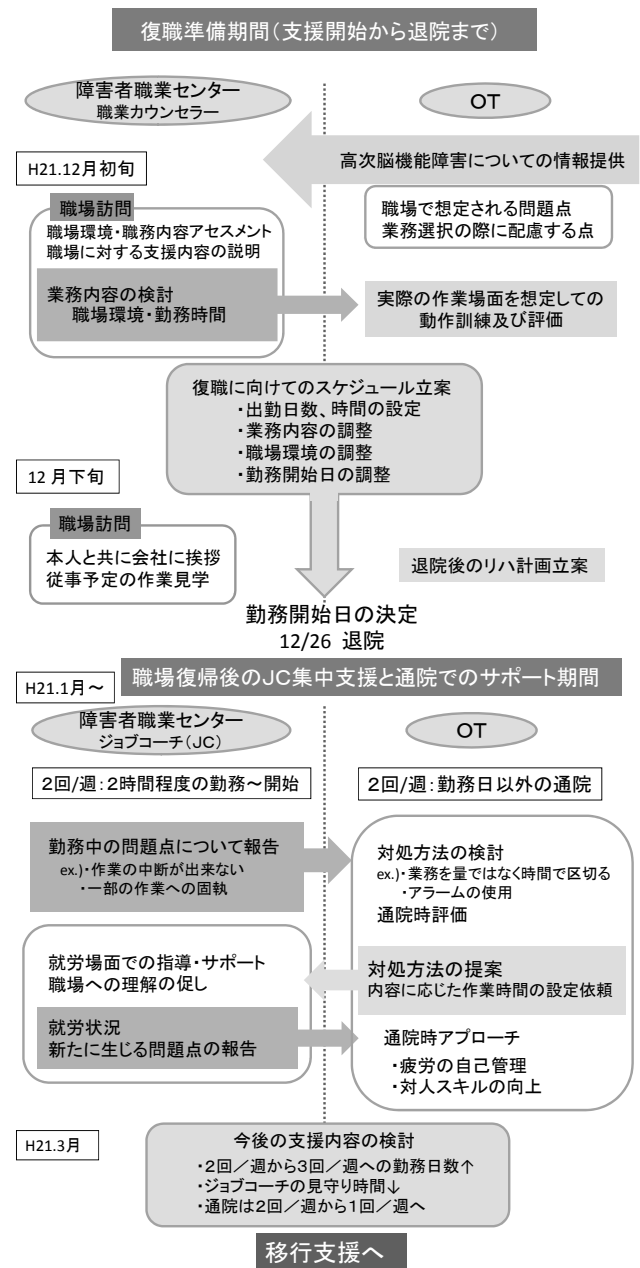 復職準備期間(支援開始から退院まで)
障害者職業センター
職業カウンセラー
OT
高次脳機能障害についての情報提供
H21.12月初旬
職場訪問
職場環境・職務内容アセスメント
職場に対する支援内容の説明
業務内容の検討
職場環境・勤務時間
職場で想定される問題点
業務選択の際に配慮する点
実際の作業場面を想定しての
動作訓練及び評価
復職に向けてのスケジュール立案
・出勤日数、時間の設定
・業務内容の調整
・職場環境の調整
・勤務開始日の調整
12月下旬
職場訪問
本人と共に会社に挨拶
従事予定の作業見学
退院後のリハ計画立案
勤務開始日の決定
12/26 退院
H21.1月～
職場復帰後のJC集中支援と通院でのサポート期間
障害者職業センター
ジョブコーチ(JC)
OT
2回/週:2時間程度の勤務～開始
2回/週:勤務日以外の通院
勤務中の問題点について報告
ex.)・作業の中断が出来ない
・一部の作業への固執
対処方法の検討
ex.)・業務を量ではなく時間で区切る
・アラームの使用
通院時評価
就労場面での指導・サポート
職場への理解の促し
対処方法の提案
内容に応じた作業時間の設定依頼
就労状況
新たに生じる問題点の報告
通院時アプローチ
・疲労の自己管理
・対人スキルの向上
H21.3月
今後の支援内容の検討
・2回／週から3回／週への勤務日数↑
・ジョブコーチの見守り時間↓
・通院は2回／週から1回／週へ
移行支援へ